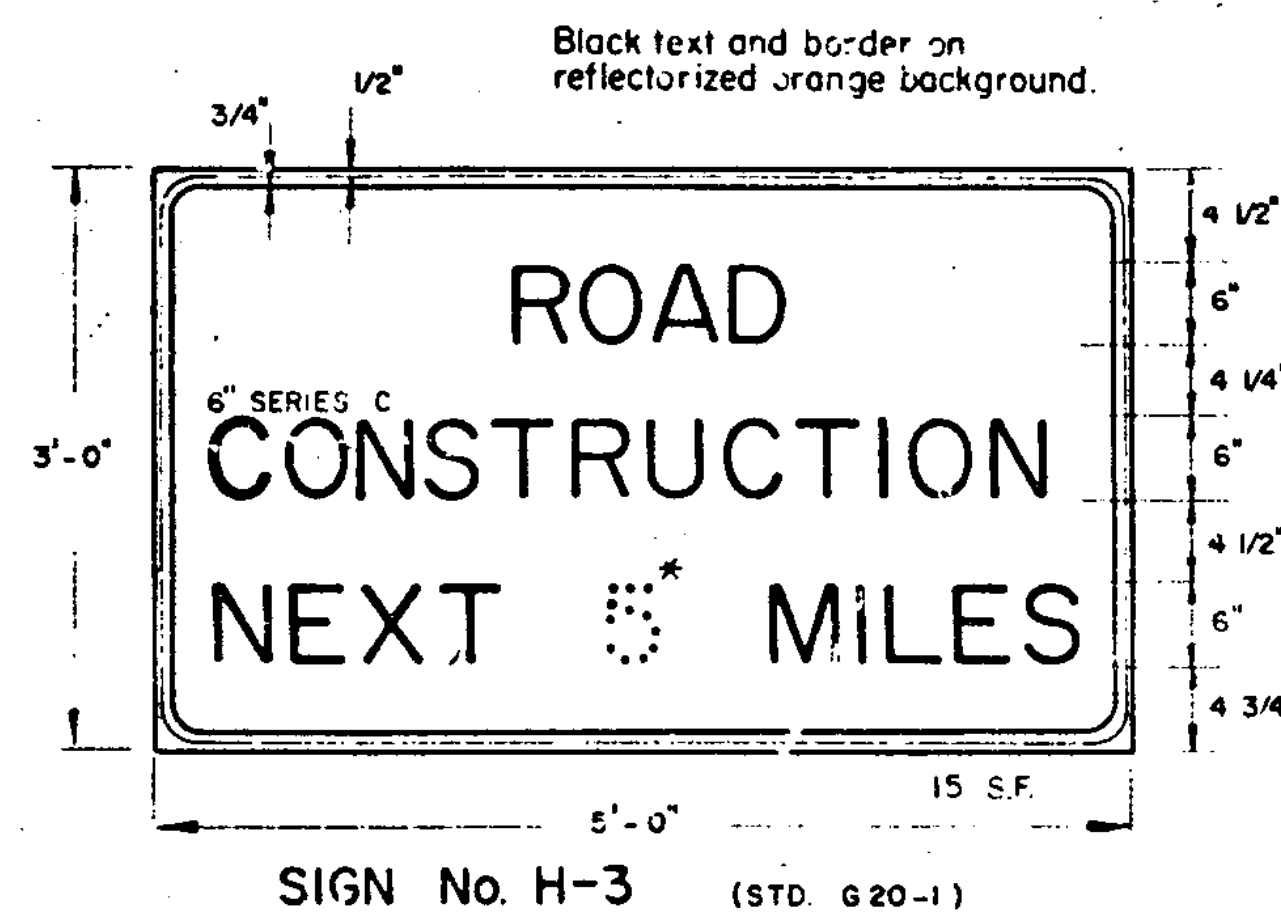 Black text and border on
reflectorized orange background.
1/2"
3/4"
4 1/2"
6"
ROAD
4 1/4"
6" SERIES C
3'-0"
CONSTRUCTION
6"
4 1/2"
NEXT 5* MILES
6"
4 3/4
15 S.F.
5'-0"
SIGN No. H-3 (STD. G20-1)